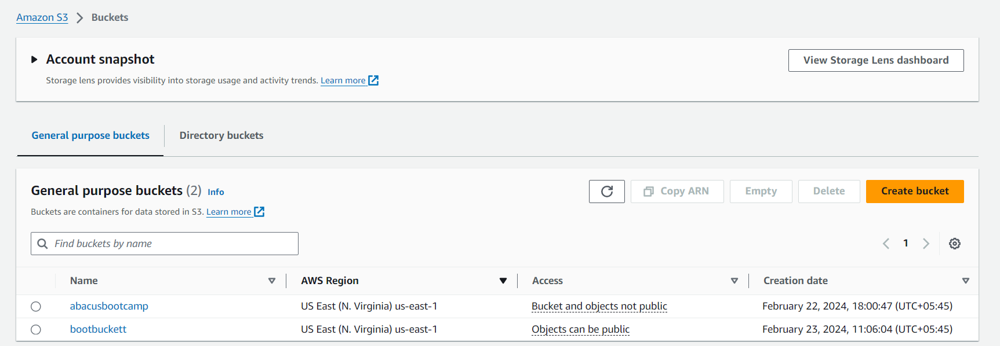 Amazon S3 > Buckets
Account snapshot
View Storage Lens dashboard
Storage lens provides visibility into storage usage and activity trends. Learn more
General purpose buckets
Directory buckets
General purpose buckets (2) Info
Copy ARN
Empty
Delete
Create bucket
Buckets are containers for data stored in S3. Learn more
Find buckets by name
1
Name AWS Region Access Creation date
abacusbootcamp US East (N. Virginia) us-east-1 Bucket and objects not public February 22, 2024, 18:00:47 (UTC+05:45)
bootbuckett US East (N. Virginia) us-east-1 Objects can be public February 23, 2024, 11:06:04 (UTC+05:45)